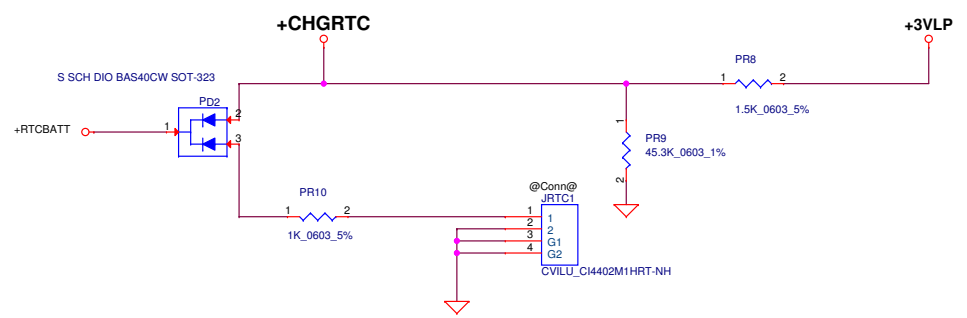 +CHGRTC
+3VLP
S SCH DIO BAS40CW SOT-323
PD2
+RTCBATT
1
2
3
PR8
1
2
1.5K_0603_5%
1
PR9
45.3K_0603_1%
2
PR10
1
2
1K_0603_5%
@Conn@
JRTC1
1
1
2
2
3
G1
4
G2
CVILU_CI4402M1HRT-NH